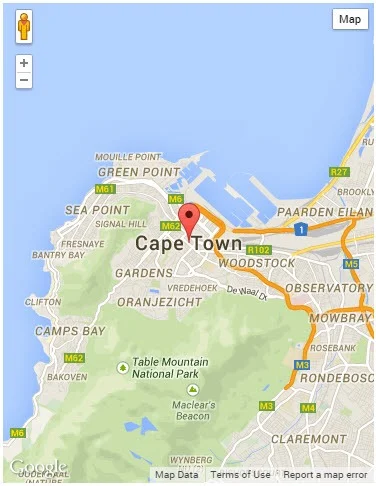 Map
+
−
MOUILLE POINT
GREEN POINT
R27
M61
M6
BROOKLY
SEA POINT
PAARDEN EILAN
SIGNAL HILL
M62
1
FRESNAYE
Cape Town
R102
BANTRY BAY
WOODSTOCK
M5
GARDENS
VREDEHOEK
De Waal Dr
OBSERVATORY
CLIFTON
ORANJEZICHT
MOWBRAY
CAMPS BAY
ROSEBANK
M62
Table Mountain
National Park
M3
RONDEBOSC
BAKOVEN
Maclear's
Beacon
M3
M4
M6
CLAREMONT
WYNBERG
Google
OUDEKRAAL
Map Data
Terms of Use
Report a map error